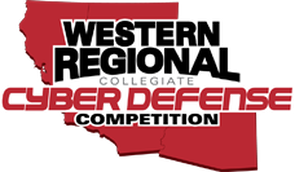 WESTERN
REGIONAL
COLLEGIATE
CYBER DEFENSE
COMPETITION